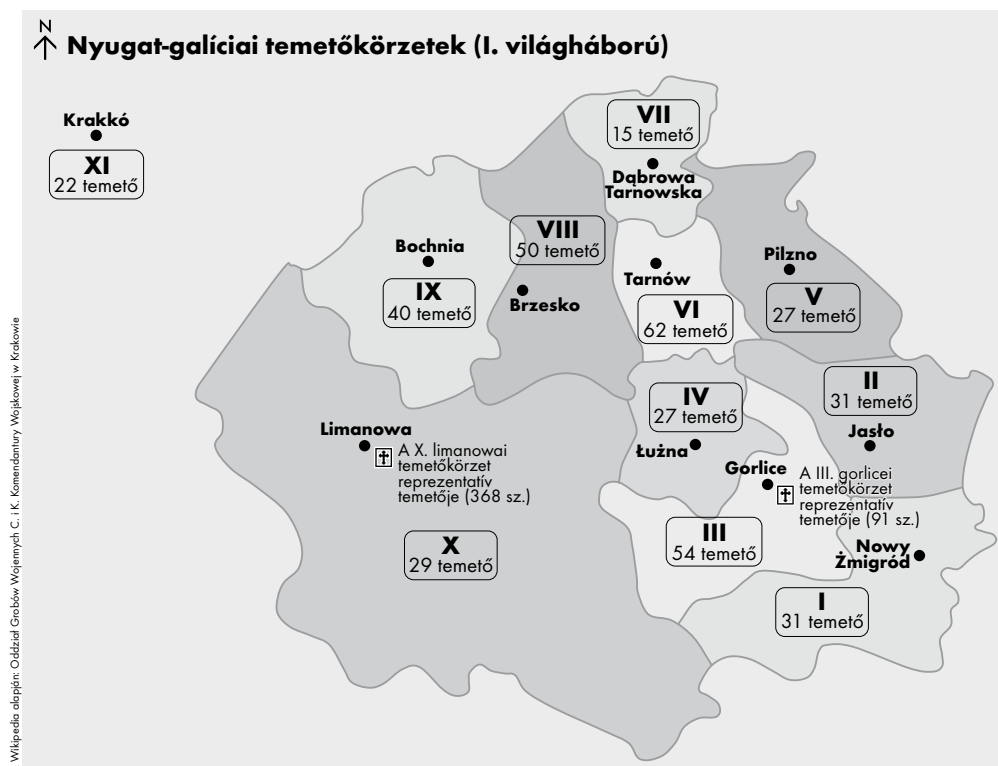 N
Nyugat-galíciai temetőkörzetek (I. világháború)
Krakkó
XI
22 temető
VII
15 temető
Dąbrowa
Tarnowska
VIII
50 temető
Brzesko
Bochnia
IX
40 temető
Tarnów
VI
62 temető
Pilzno
V
27 temető
II
31 temető
Jasło
IV
27 temető
Łużna
Limanowa
A X. limanowai
temetőkörzet
reprezentatív
temetője (368 sz.)
Gorlice
A III. gorlicei
temetőkörzet
reprezentatív
temetője (91 sz.)
X
29 temető
III
54 temető
Nowy
Żmigród
I
31 temető
Wikipedia alapján: Oddział Grobów Wojennych C. i K. Komendantury Wojskowej w Krakowie